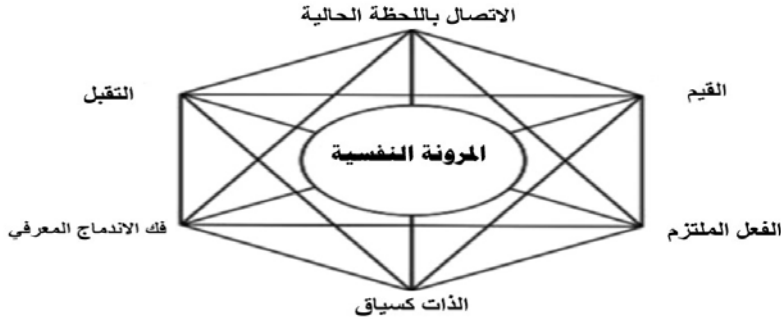 الاتصال باللحظة الحالية
القيم
التقبل
المرونة النفسية
الفعل الملتزم
فك الاندماج المعرفي
الذات كسياق